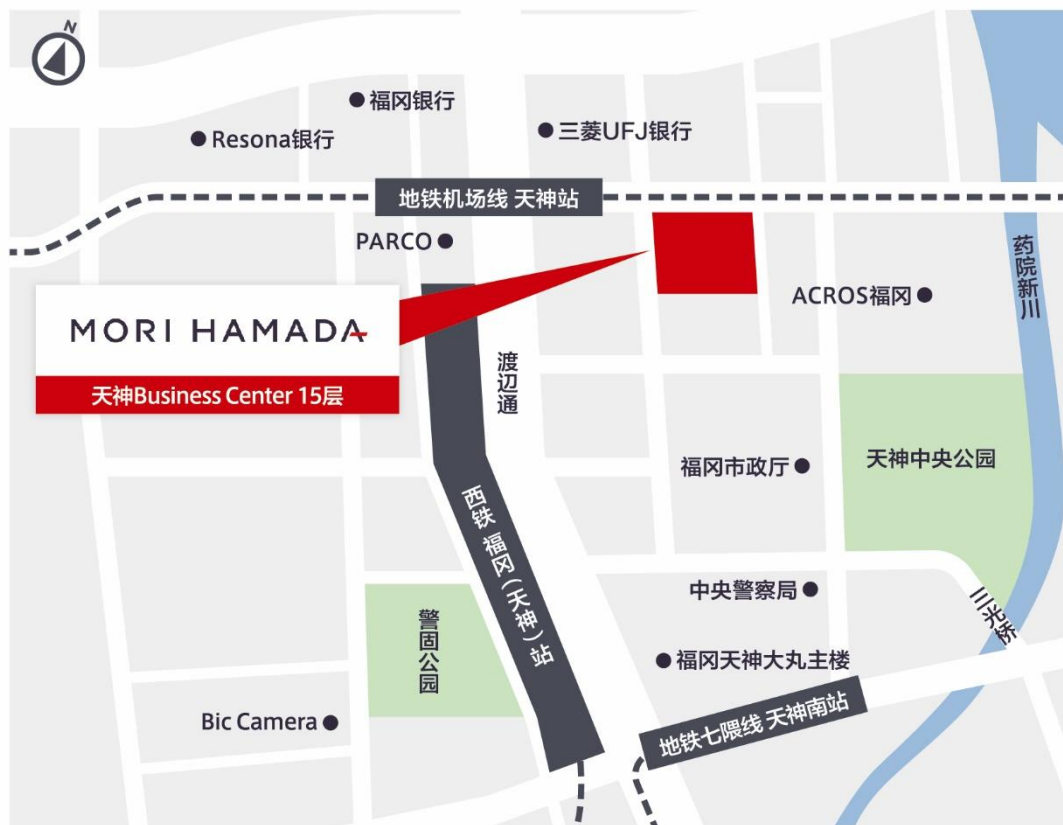 N
福冈银行
Resona银行
三菱UFJ银行
地铁机场线 天神站
PARCO
药院新川
ACROS福冈
MORI HAMADA
天神Business Center 15层
渡辺通
福冈市政厅
天神中央公园
西铁 福冈(天神)站
中央警察局
三光桥
警固公园
福冈天神大丸主楼
Bic Camera
地铁七隈线 天神南站